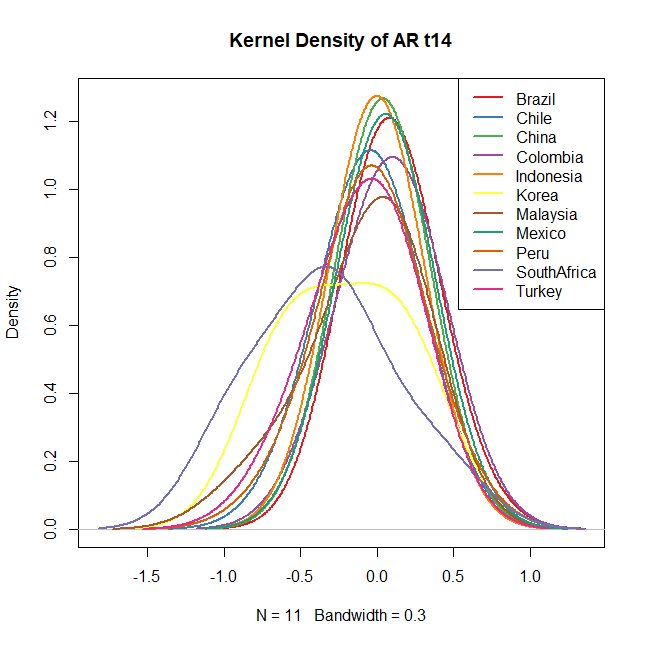 Kernel Density of AR t14
Brazil
Chile
China
Colombia
Indonesia
Korea
Malaysia
Mexico
Peru
SouthAfrica
Turkey
Density
0.0
0.2
0.4
0.6
0.8
1.0
1.2
-1.5
-1.0
-0.5
0.0
0.5
1.0
N = 11   Bandwidth = 0.3